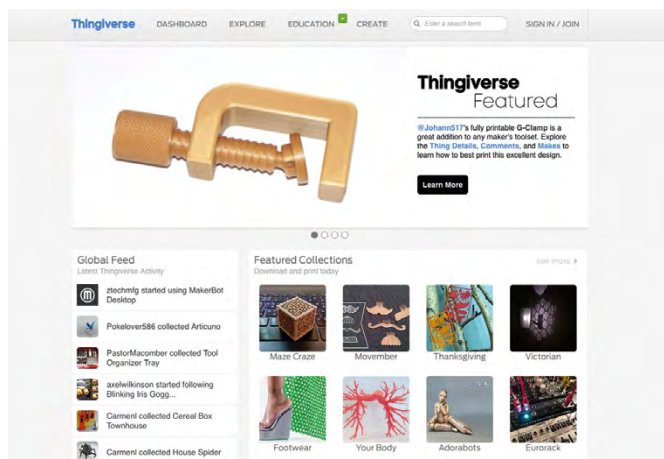 Thingiverse DASHBOARD EXPLORE EDUCATION + CREATE Enter a search term SIGN IN / JOIN
Thingiverse
Featured
@Johann517's fully printable G-Clamp is a
great addition to any maker's toolset. Explore
the Thing Details, Comments, and Makes to
learn how to best print this excellent design.
Learn More
Global Feed
Latest Thingiverse Activity
ztechmfg started using MakerBot
Desktop
Pokelover586 collected Articuno
PastorMacomber collected Tool
Organizer Tray
axelwilkinson started following
Blinking Iris Gogg...
Carmenl collected Cereal Box
Townhouse
Carmenl collected House Spider
Featured Collections
see more
Download and print today
Maze Craze
Movember
Thanksgiving
Victorian
Footwear
Your Body
Adorabots
Eurorack